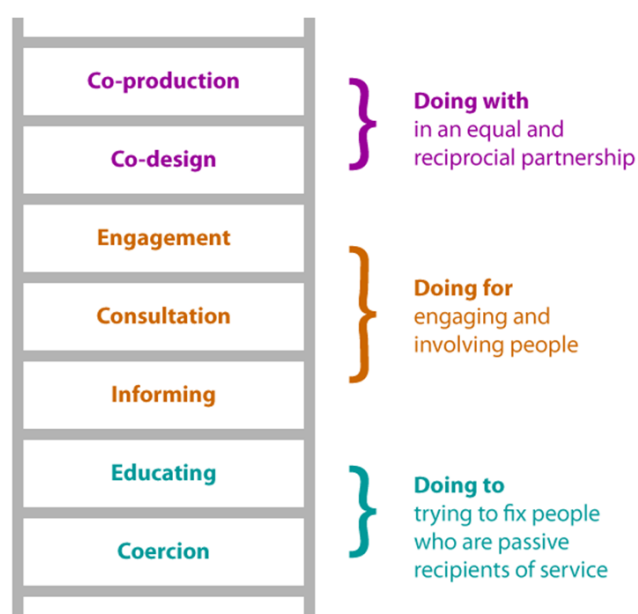 Co-production
Co-design
Doing with
in an equal and
reciprocial partnership
Engagement
Consultation
Informing
Doing for
engaging and
involving people
Educating
Coercion
Doing to
trying to fix people
who are passive
recipients of service